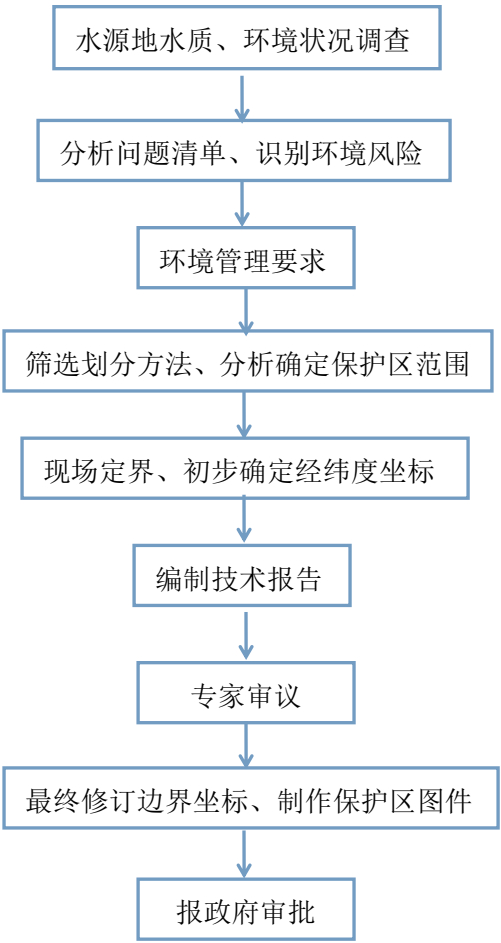 水源地水质、环境状况调查
分析问题清单、识别环境风险
环境管理要求
筛选划分方法、分析确定保护区范围
现场定界、初步确定经纬度坐标
编制技术报告
专家审议
最终修订边界坐标、制作保护区图件
报政府审批